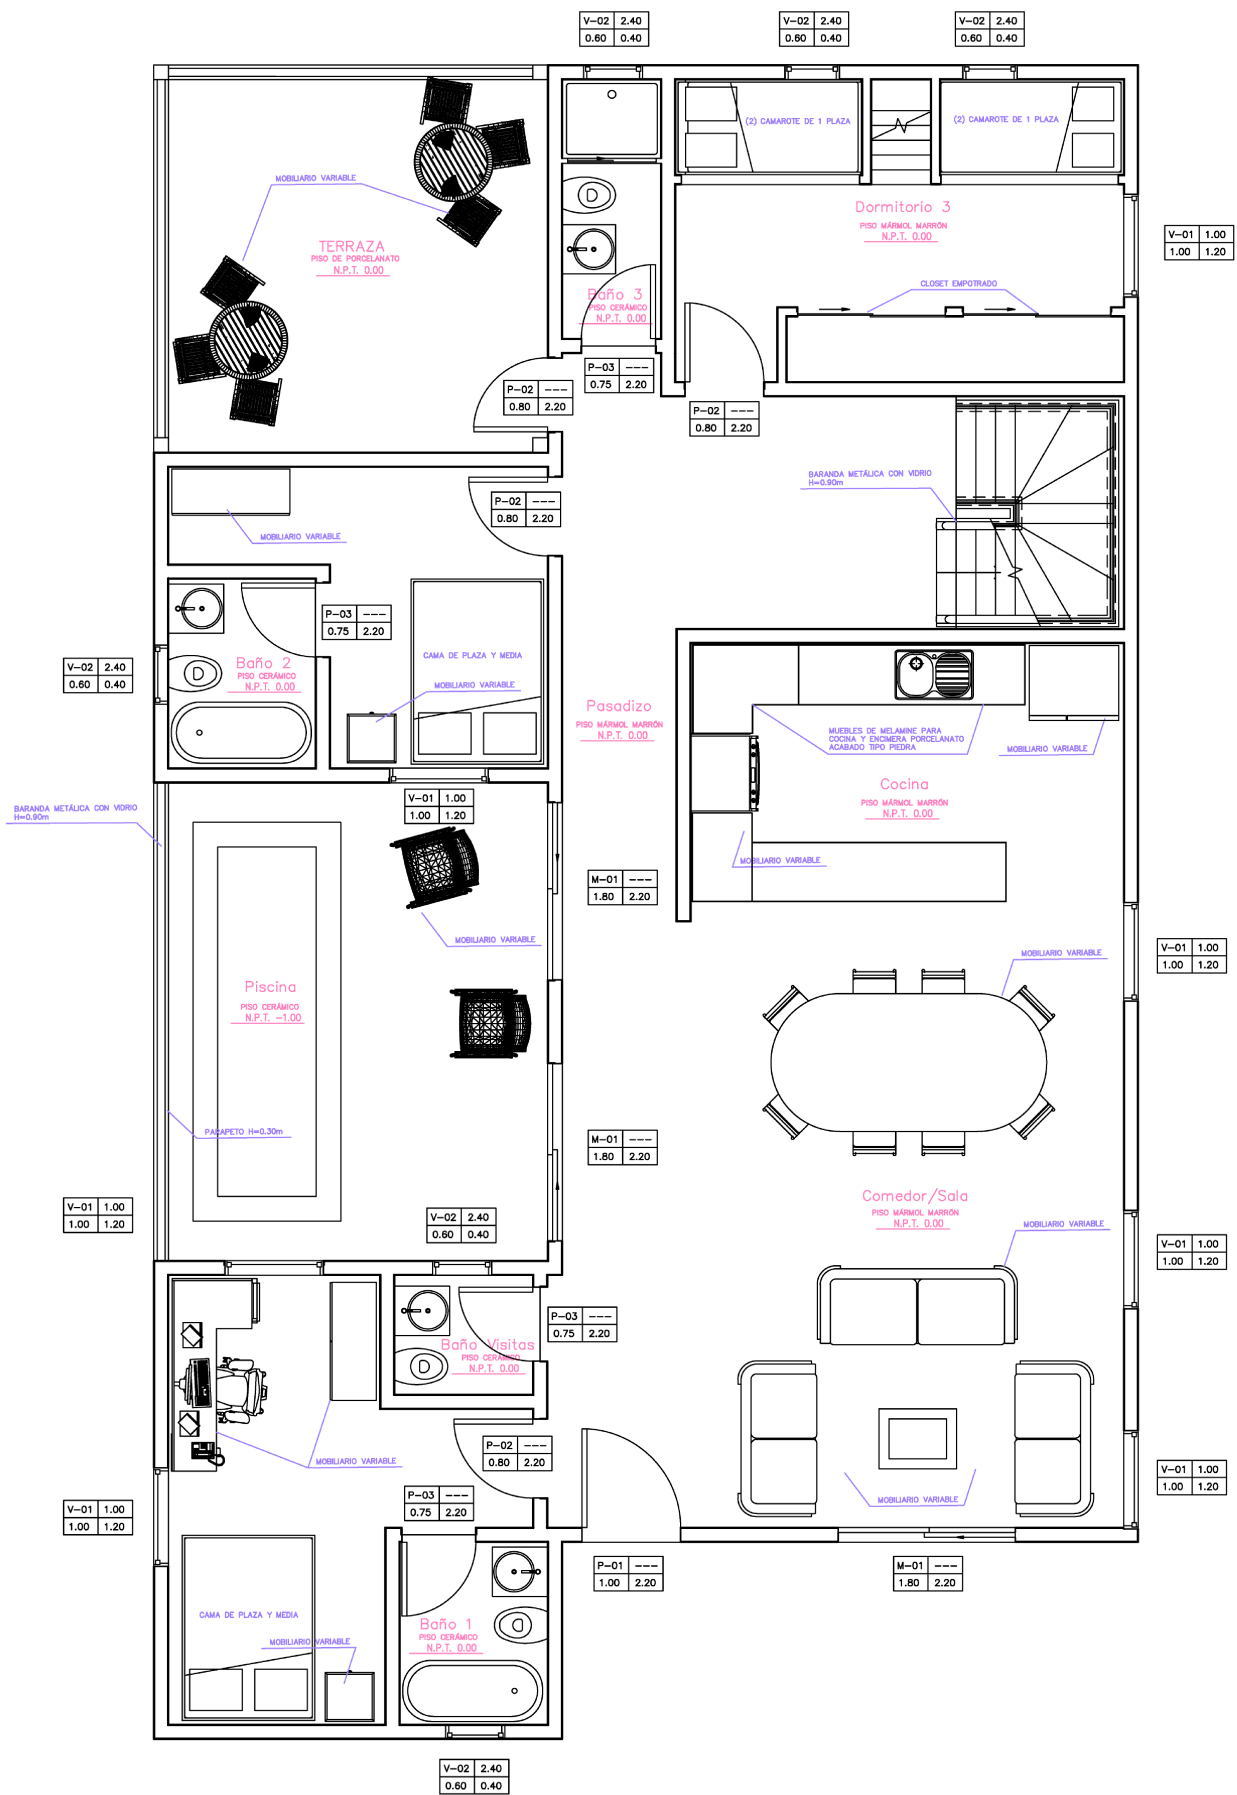 V-02 2.40
0.60 0.40
V-02 2.40
0.60 0.40
V-02 2.40
0.60 0.40
(2) CAMAROTE DE 1 PLAZA
(2) CAMAROTE DE 1 PLAZA
MOBILIARIO VARIABLE
TERRAZA
PISO DE PORCELANATO
N.P.T. 0.00
Dormitorio 3
PISO MÁRMOL MARRÓN
N.P.T. 0.00
V-01 1.00
1.00 1.20
CLOSET EMPOTRADO
Baño 3
PISO CERÁMICO
N.P.T. 0.00
P-03 ---
0.75 2.20
P-02 ---
0.80 2.20
P-02 ---
0.80 2.20
BARANDA METÁLICA CON VIDRIO
H=0.90m
P-02 ---
0.80 2.20
MOBILIARIO VARIABLE
P-03 ---
0.75 2.20
V-02 2.40
0.60 0.40
Baño 2
PISO CERÁMICO
N.P.T. 0.00
CAMA DE PLAZA Y MEDIA
MOBILIARIO VARIABLE
Pasadizo
PISO MÁRMOL MARRÓN
N.P.T. 0.00
MUEBLES DE MELAMINE PARA
COCINA Y ENCIMERA PORCELANATO
ACABADO TIPO PIEDRA
MOBILIARIO VARIABLE
Cocina
PISO MÁRMOL MARRÓN
N.P.T. 0.00
BARANDA METÁLICA CON VIDRIO
H=0.90m
V-01 1.00
1.00 1.20
MOBILIARIO VARIABLE
M-01 ---
1.80 2.20
MOBILIARIO VARIABLE
MOBILIARIO VARIABLE
V-01 1.00
1.00 1.20
Piscina
PISO CERÁMICO
N.P.T. -1.00
PARAPETO H=0.30m
M-01 ---
1.80 2.20
Comedor/Sala
PISO MÁRMOL MARRÓN
N.P.T. 0.00
MOBILIARIO VARIABLE
V-01 1.00
1.00 1.20
V-02 2.40
0.60 0.40
V-01 1.00
1.00 1.20
P-03 ---
0.75 2.20
Baño Visitas
PISO CERÁMICO
N.P.T. 0.00
P-02 ---
0.80 2.20
MOBILIARIO VARIABLE
V-01 1.00
1.00 1.20
MOBILIARIO VARIABLE
P-03 ---
0.75 2.20
V-01 1.00
1.00 1.20
P-01 ---
1.00 2.20
M-01 ---
1.80 2.20
CAMA DE PLAZA Y MEDIA
MOBILIARIO VARIABLE
Baño 1
PISO CERÁMICO
N.P.T. 0.00
V-02 2.40
0.60 0.40